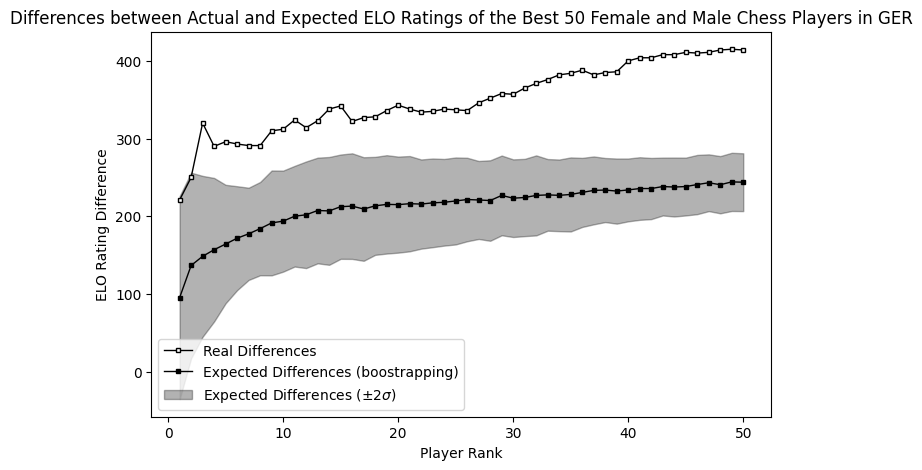 Differences between Actual and Expected ELO Ratings of the Best 50 Female and Male Chess Players in GER
400
300
200
100
0
ELO Rating Difference
Real Differences
Expected Differences (boostrapping)
Expected Differences (±2σ)
0 10 20 30 40 50
Player Rank